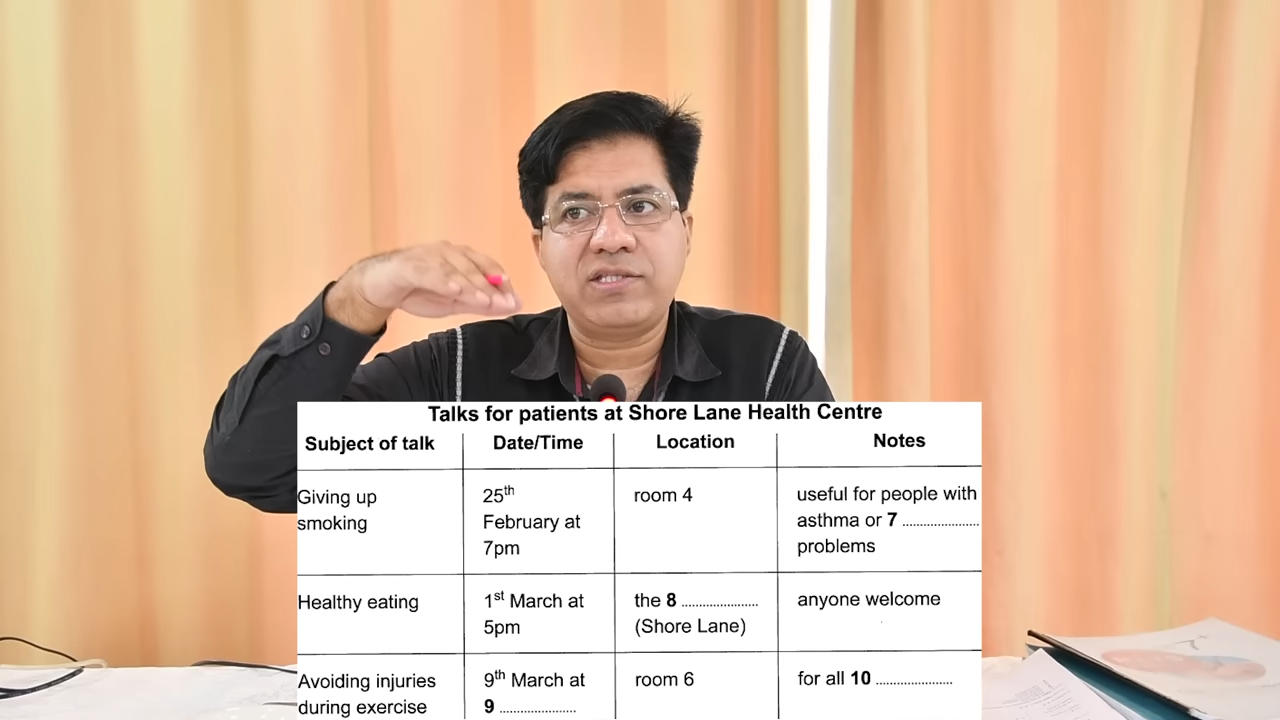 Talks for patients at Shore Lane Health Centre
Subject of talk Date/Time Location Notes
Giving up smoking 25th February at 7pm room 4 useful for people with asthma or 7 ...................... problems
Healthy eating 1st March at 5pm the 8 ...................... (Shore Lane) anyone welcome
Avoiding injuries during exercise 9th March at 9 ...................... room 6 for all 10 ......................